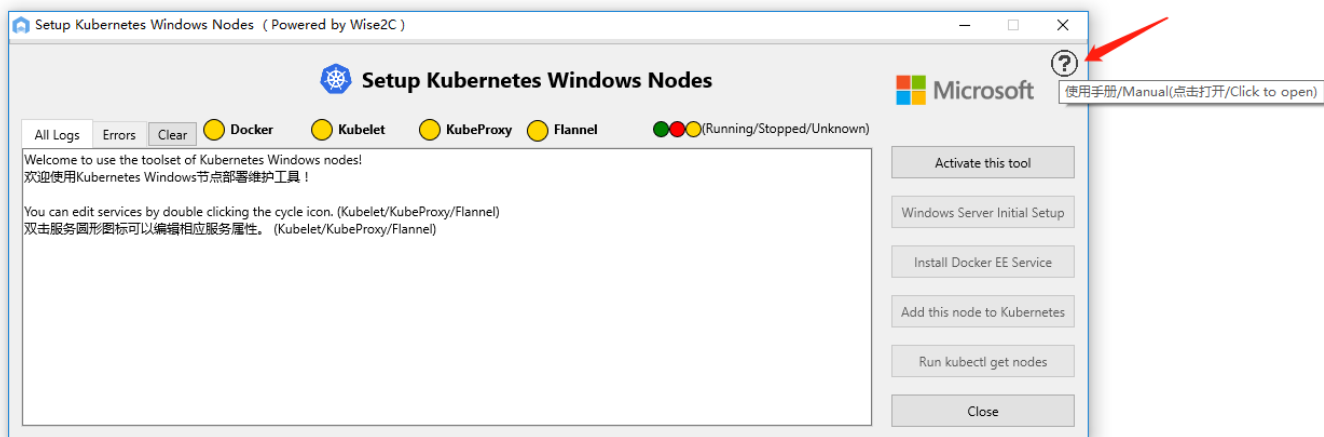 Setup Kubernetes Windows Nodes ( Powered by Wise2C )
Setup Kubernetes Windows Nodes
Microsoft
?
使用手册/Manual(点击打开/Click to open)
All Logs
Errors
Clear
Docker
Kubelet
KubeProxy
Flannel
(Running/Stopped/Unknown)
Welcome to use the toolset of Kubernetes Windows nodes!
欢迎使用Kubernetes Windows节点部署维护工具！
You can edit services by double clicking the cycle icon. (Kubelet/KubeProxy/Flannel)
双击服务圆形图标可以编辑相应服务属性。 (Kubelet/KubeProxy/Flannel)
Activate this tool
Windows Server Initial Setup
Install Docker EE Service
Add this node to Kubernetes
Run kubectl get nodes
Close